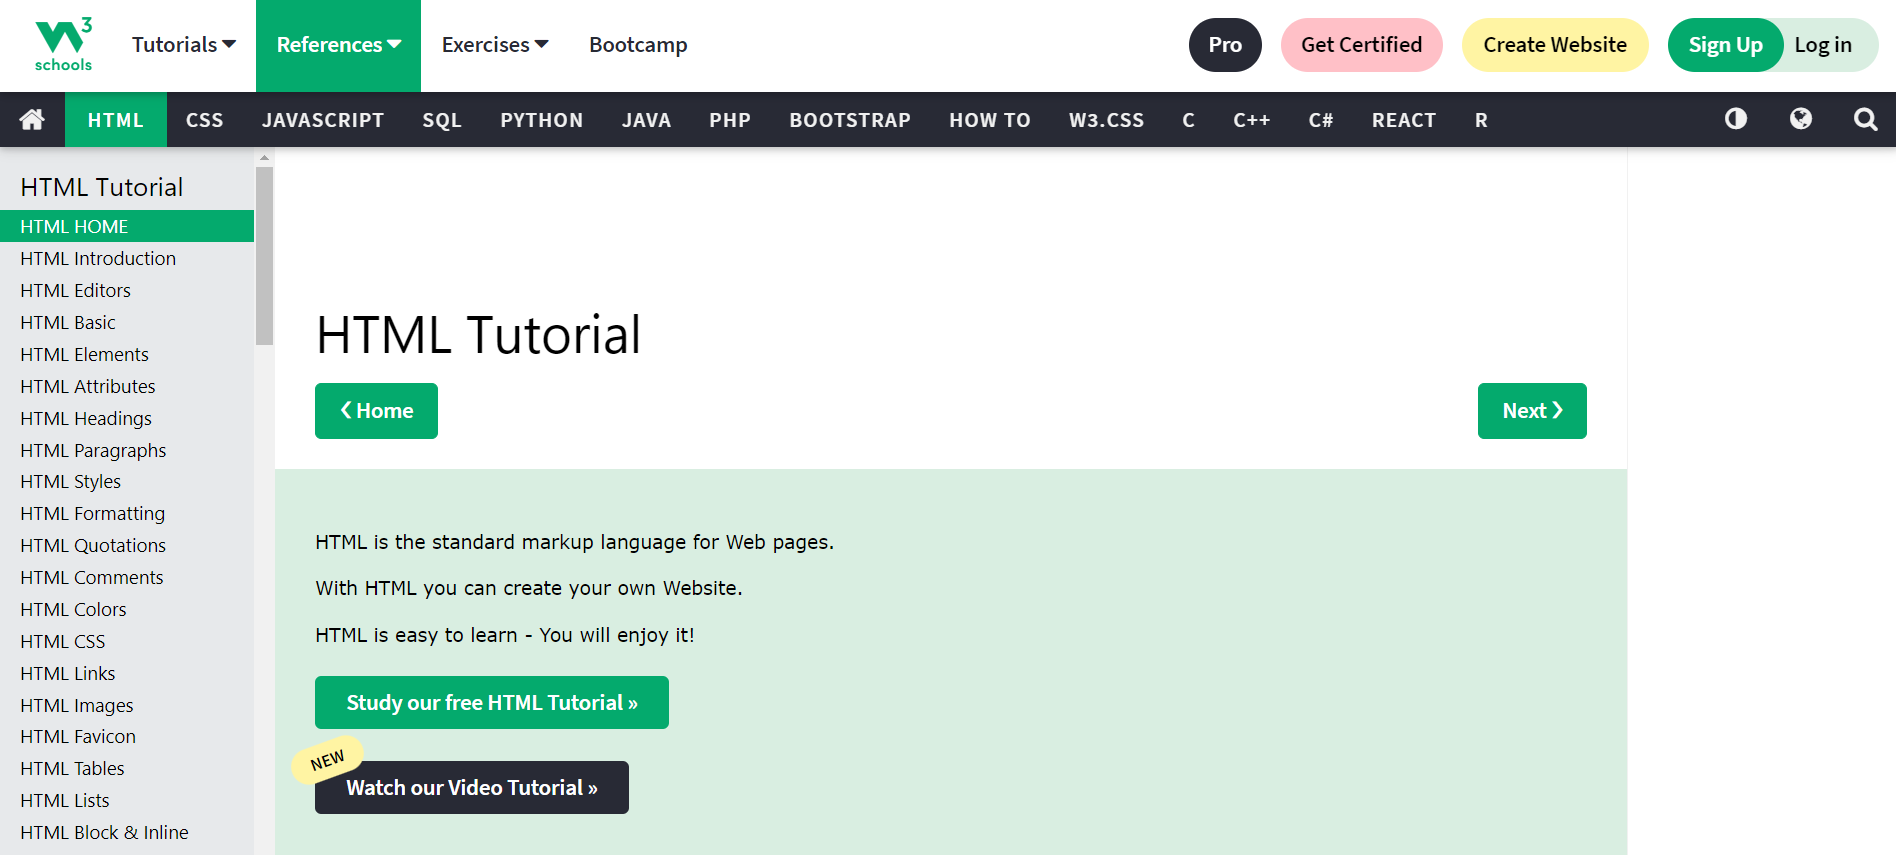 3
schools
Tutorials
References
Exercises
Bootcamp
Pro
Get Certified
Create Website
Sign Up
Log in
HTML
CSS
JAVASCRIPT
SQL
PYTHON
JAVA
PHP
BOOTSTRAP
HOW TO
W3.CSS
C
C++
C#
REACT
R
HTML Tutorial
HTML HOME
HTML Introduction
HTML Editors
HTML Basic
HTML Elements
HTML Attributes
HTML Headings
HTML Paragraphs
HTML Styles
HTML Formatting
HTML Quotations
HTML Comments
HTML Colors
HTML CSS
HTML Links
HTML Images
HTML Favicon
HTML Tables
HTML Lists
HTML Block & Inline
HTML Tutorial
❮ Home
Next ❯
HTML is the standard markup language for Web pages.
With HTML you can create your own Website.
HTML is easy to learn - You will enjoy it!
Study our free HTML Tutorial »
NEW
Watch our Video Tutorial »